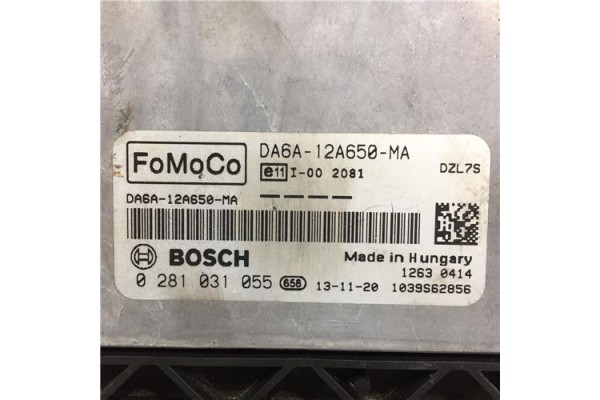 FoMoCo
DA6A-12A650-MA
e11 I-00 2081
DZL7S
DA6A-12A650-MA
BOSCH
Made in Hungary
1263 0414
0 281 031 055 658 13-11-20 1039S62856